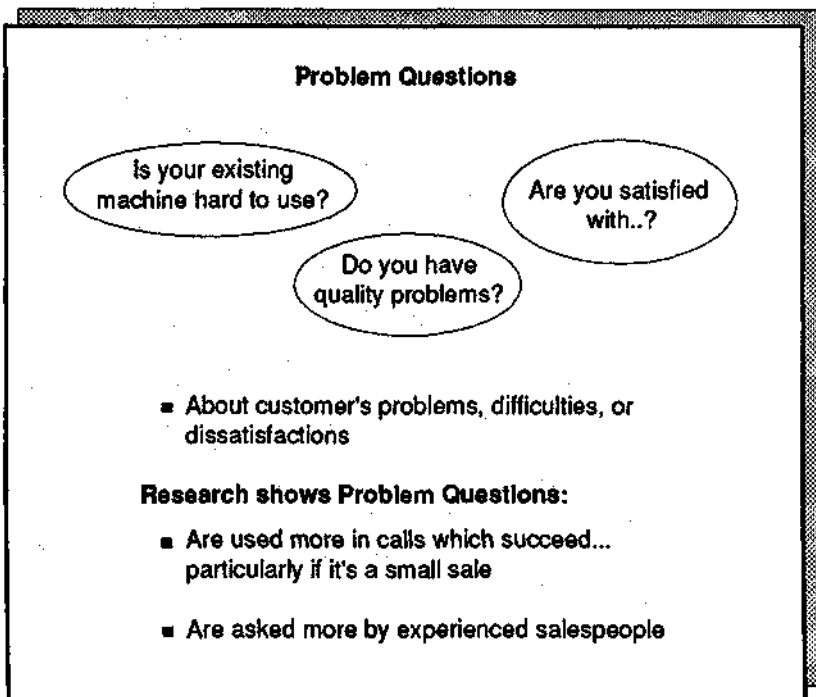 Problem Questions
Is your existing
machine hard to use?
Are you satisfied
with..?
Do you have
quality problems?
■ About customer's problems, difficulties, or
dissatisfactions
Research shows Problem Questions:
■ Are used more in calls which succeed...
particularly if it's a small sale
■ Are asked more by experienced salespeople